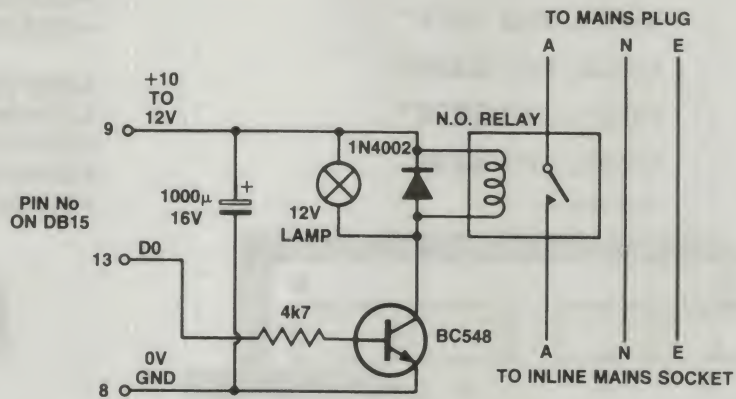 TO MAINS PLUG
A N E
+10
TO
12V
9
N.O. RELAY
1N4002
1000µ
16V
+
12V
LAMP
PIN No
ON DB15
13 D0
4k7
BC548
0V
GND
8
A N E
TO INLINE MAINS SOCKET